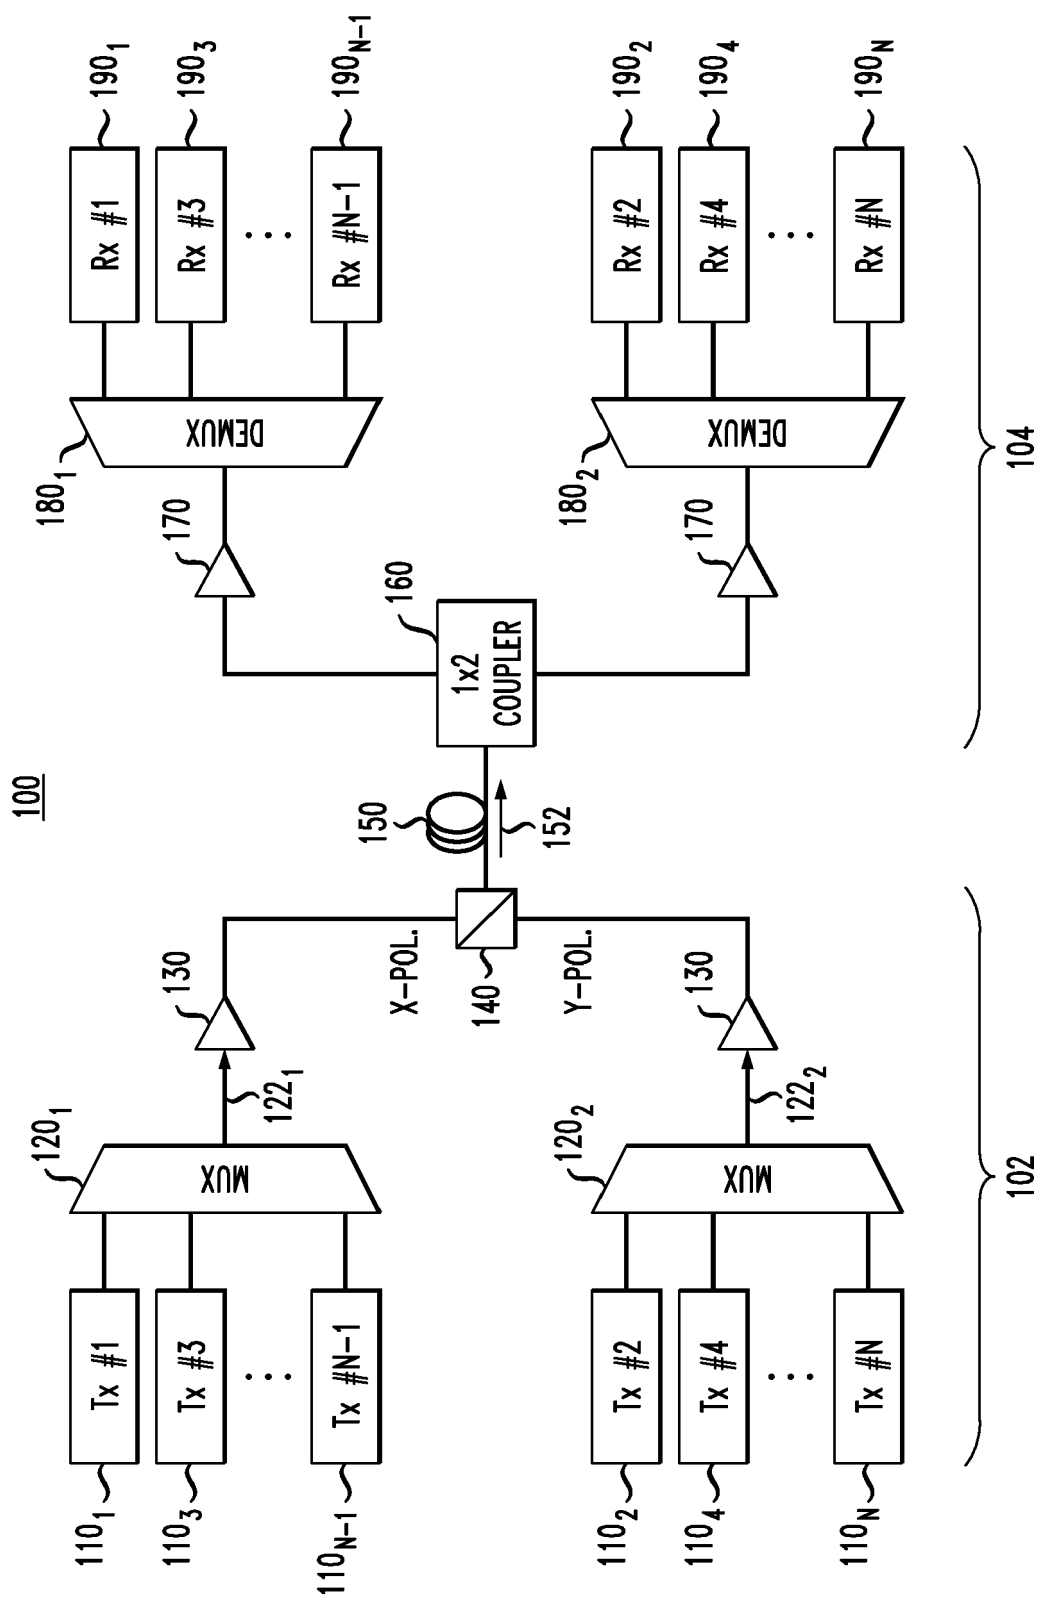 100
110₁
Tx #1
110₃
Tx #3
. . .
110N-1
Tx #N-1
120₁
MUX
122₁
130
X-POL.
140
Y-POL.
150
152
160
1x2
COUPLER
170
180₁
DEMUX
Rx #1
190₁
Rx #3
190₃
. . .
Rx #N-1
190N-1
110₂
Tx #2
110₄
Tx #4
. . .
110N
Tx #N
120₂
MUX
122₂
130
170
180₂
DEMUX
Rx #2
190₂
Rx #4
190₄
. . .
Rx #N
190N
102
104